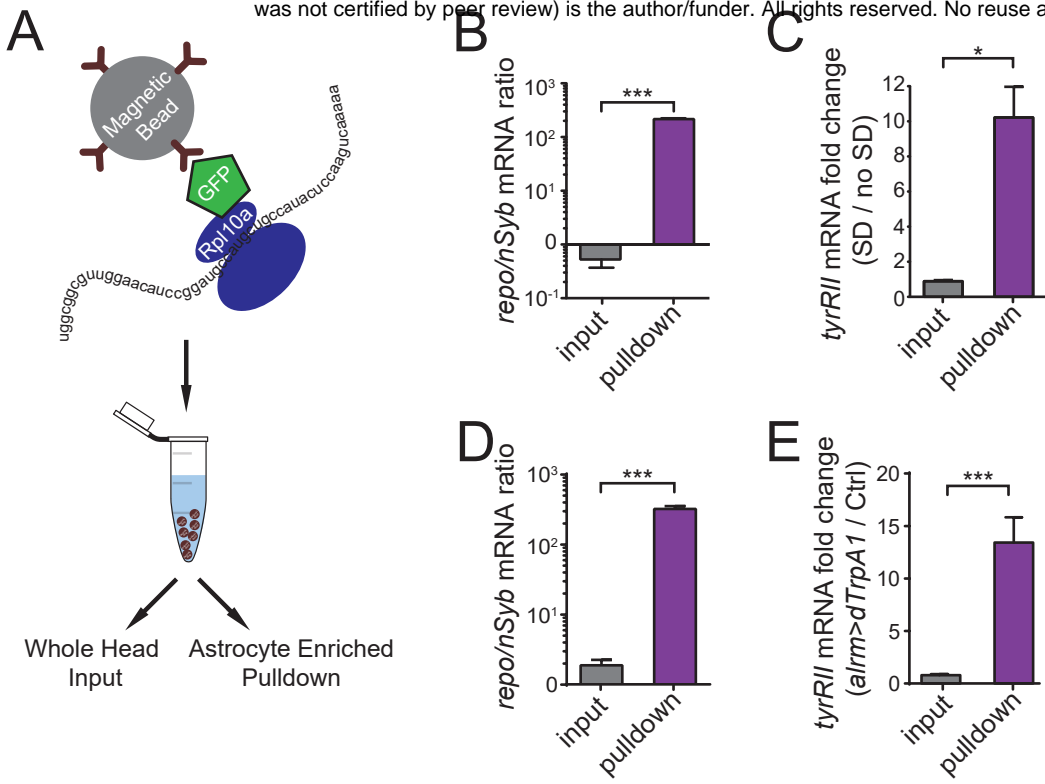 was not certified by peer review) is the author/funder. All rights reserved. No reuse a
A
Magnetic
Bead
GFP
Rpl10a
uggcggcguuggaacauccggaugccaugcugccauacuccaagucaaaaa
Whole Head
Input
Astrocyte Enriched
Pulldown
B
repo/nSyb mRNA ratio
10³
10²
10¹
0
10⁻¹
***
input
pulldown
C
tyrRII mRNA fold change
(SD / no SD)
12
10
8
6
4
2
0
*
input
pulldown
D
repo/nSyb mRNA ratio
10³
10²
10¹
0
***
input
pulldown
E
tyrRII mRNA fold change
(alrm>dTrpA1 / Ctrl)
20
15
10
5
0
***
input
pulldown